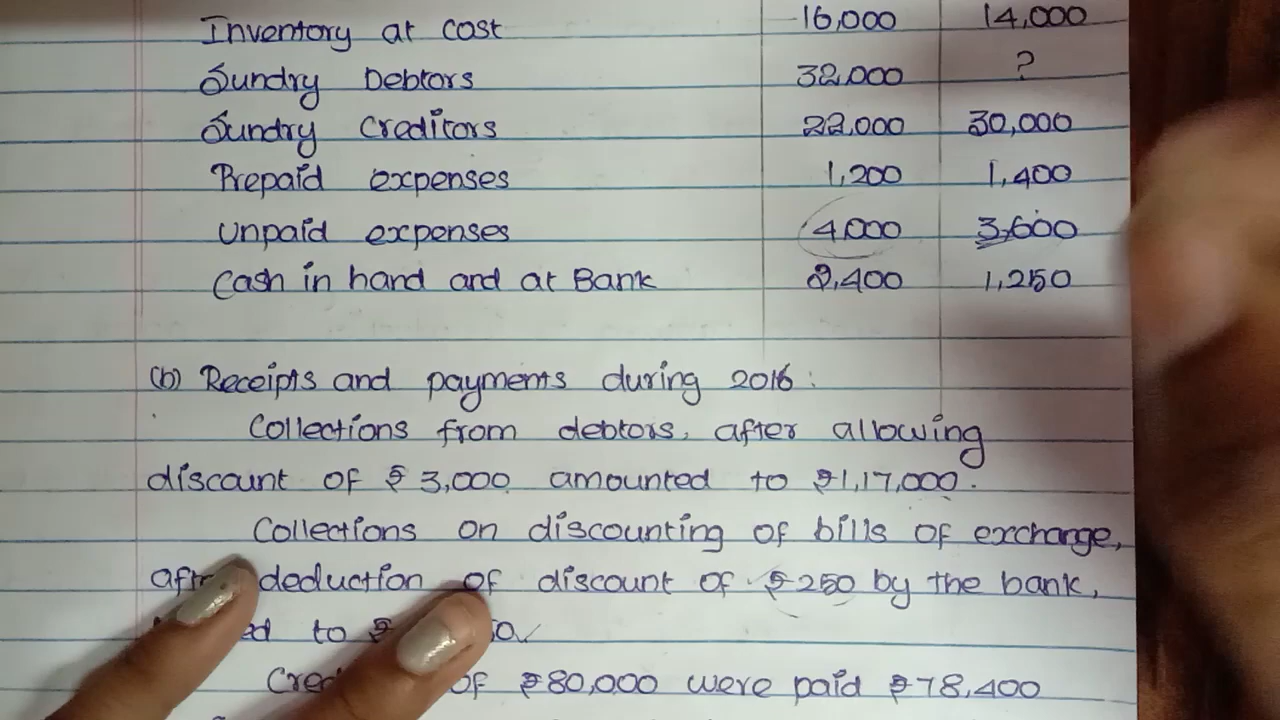 Inventory at cost 16,000 14,000
Sundry Debtors 32,000 ?
Sundry Creditors 22,000 30,000
Prepaid expenses 1,200 1,400
Unpaid expenses 4,000 3,600
Cash in hand and at Bank 2,400 1,250
(b) Receipts and payments during 2016:
Collections from debtors, after allowing
discount of ₹ 3,000 amounted to ₹1,17,000.
Collections on discounting of bills of exchange,
deduction of discount of ₹250 by the bank,
to ₹
of ₹80,000 were paid ₹78,400